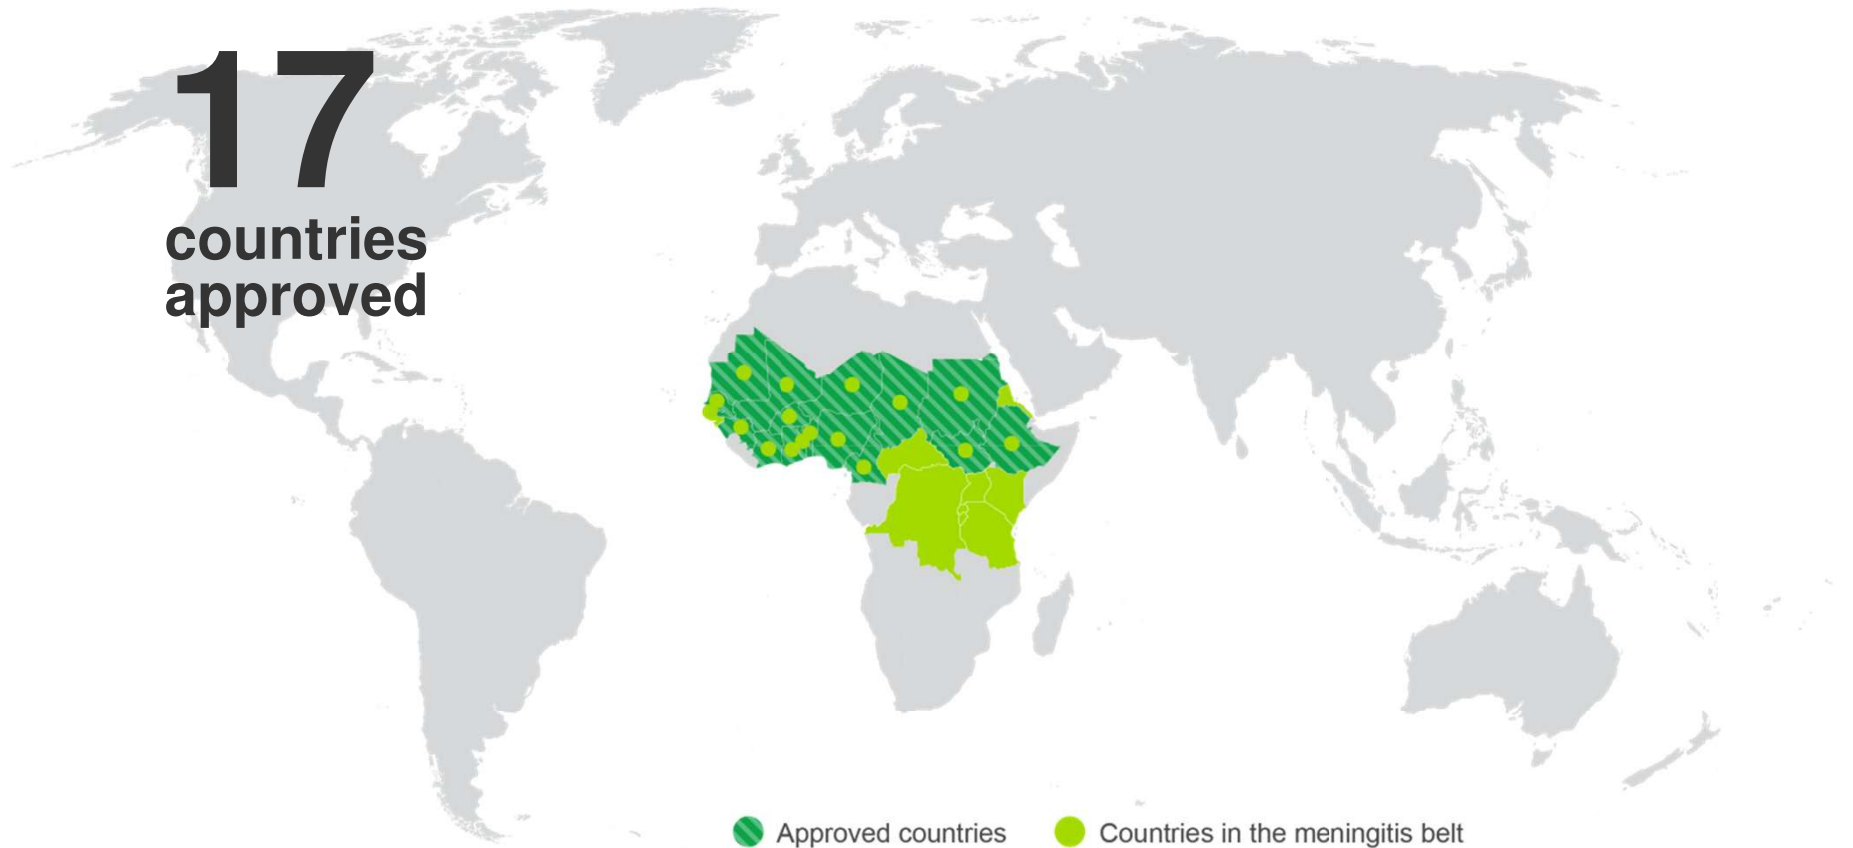 17
countries
approved
Approved countries
Countries in the meningitis belt